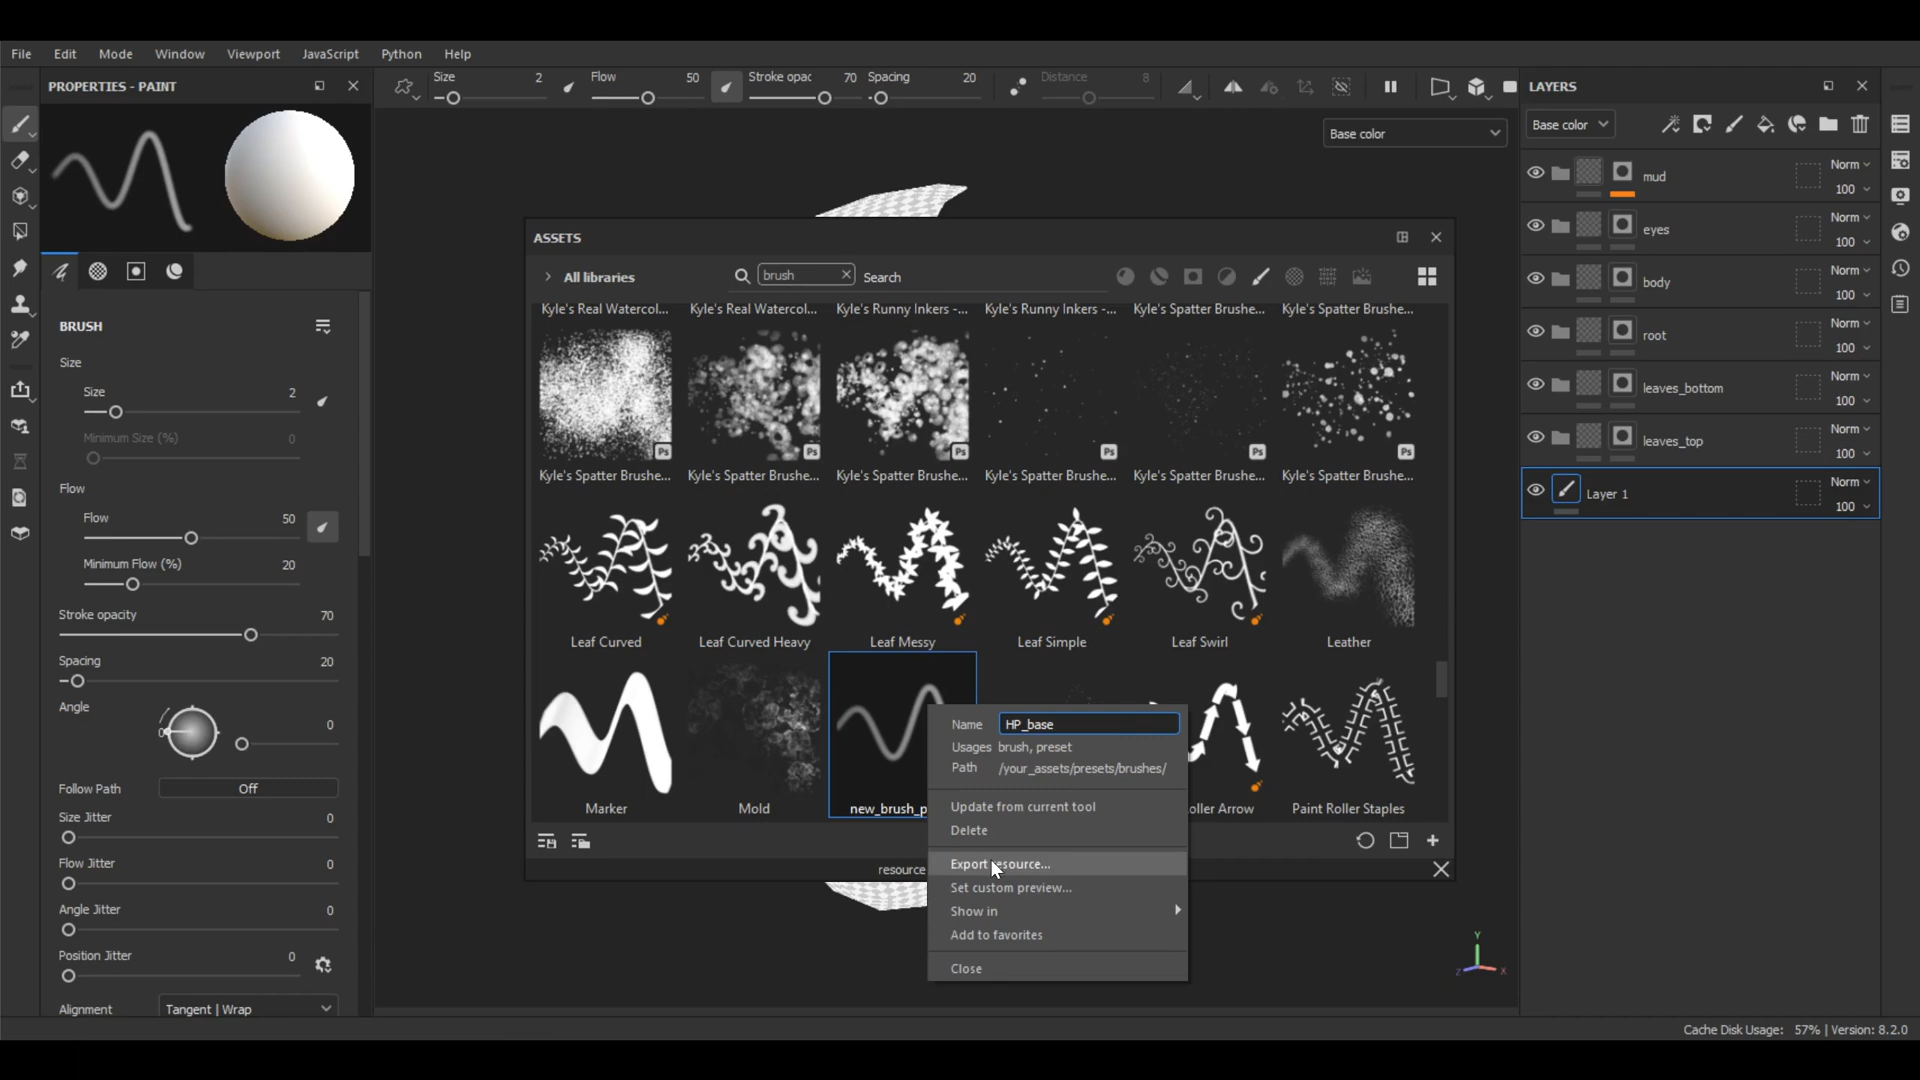 File Edit Mode Window Viewport JavaScript Python Help
PROPERTIES - PAINT
Size 2 Flow 50 Stroke opac 70 Spacing 20 Distance 8
Base color
BRUSH
Size
Size 2
Minimum Size (%) 0
Flow
Flow 50
Minimum Flow (%) 20
Stroke opacity 70
Spacing 20
Angle 0
0
Follow Path Off
Size Jitter 0
Flow Jitter 0
Angle Jitter 0
Position Jitter 0
Alignment Tangent | Wrap
ASSETS
All libraries brush Search
Kyle's Real Watercol... Kyle's Real Watercol... Kyle's Runny Inkers -... Kyle's Runny Inkers -... Kyle's Spatter Brushe... Kyle's Spatter Brushe...
Ps Ps Ps Ps Ps Ps
Kyle's Spatter Brushe... Kyle's Spatter Brushe... Kyle's Spatter Brushe... Kyle's Spatter Brushe... Kyle's Spatter Brushe... Kyle's Spatter Brushe...
Leaf Curved Leaf Curved Heavy Leaf Messy Leaf Simple Leaf Swirl Leather
Marker Mold new_brush_p oller Arrow Paint Roller Staples
resource
Name HP_base
Usages brush, preset
Path /your_assets/presets/brushes/
Update from current tool
Delete
Export resource...
Set custom preview...
Show in
Add to favorites
Close
Y
Z X
LAYERS
Base color
mud Norm
100
eyes Norm
100
body Norm
100
root Norm
100
leaves_bottom Norm
100
leaves_top Norm
100
Layer 1 Norm
100
Cache Disk Usage: 57% | Version: 8.2.0